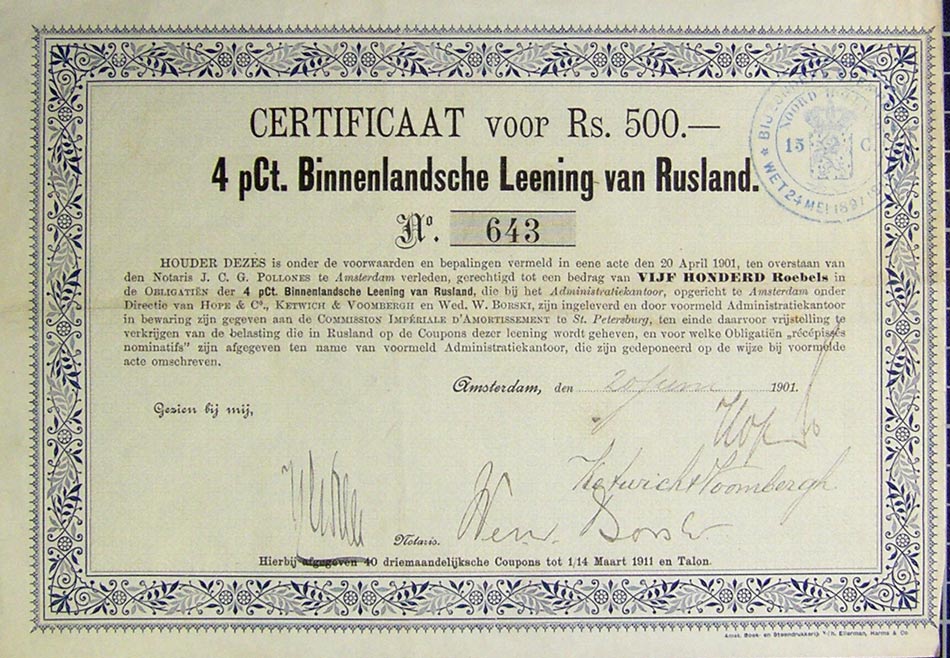 CERTIFICAAT voor Rs. 500.—
4 pCt. Binnenlandsche Leening van Rusland.
Nº. 643
NOORD
15 C.
WET 24 MEI 1897
HOUDER DEZES is onder de voorwaarden en bepalingen vermeld in eene acte den 20 April 1901, ten overstaan van
den Notaris J. C. G. POLLONES te Amsterdam verleden, gerechtigd tot een bedrag van VIJF HONDERD Roebels in
de OBLIGATIËN der 4 pCt. Binnenlandsche Leening van Rusland, die bij het Administratiekantoor, opgericht te Amsterdam onder
Directie van HOPE & Co., KETWICH & VOOMBERGH en Wed. W. BORSKI, zijn ingeleverd en door voormeld Administratiekantoor
in bewaring zijn gegeven aan de COMMISSION IMPÉRIALE D'AMORTISSEMENT te St. Petersburg, ten einde daarvoor vrijstelling te
verkrijgen van de belasting die in Rusland op de Coupons dezer leening wordt geheven, en voor welke Obligatiën „récépissés
nominatifs" zijn afgegeven ten name van voormeld Administratiekantoor, die zijn gedeponeerd op de wijze bij voormelde
acte omschreven.
Amsterdam, den 20 Juni 1901.
Gezien bij mij,
Hope
Ketwich & Voombergh
Notaris.
Hierbij afgegeven 40 driemaandelijksche Coupons tot 1/14 Maart 1911 en Talon.
Amst. Boek- en Steendrukkerij v/h. Ellerman, Harms & Co